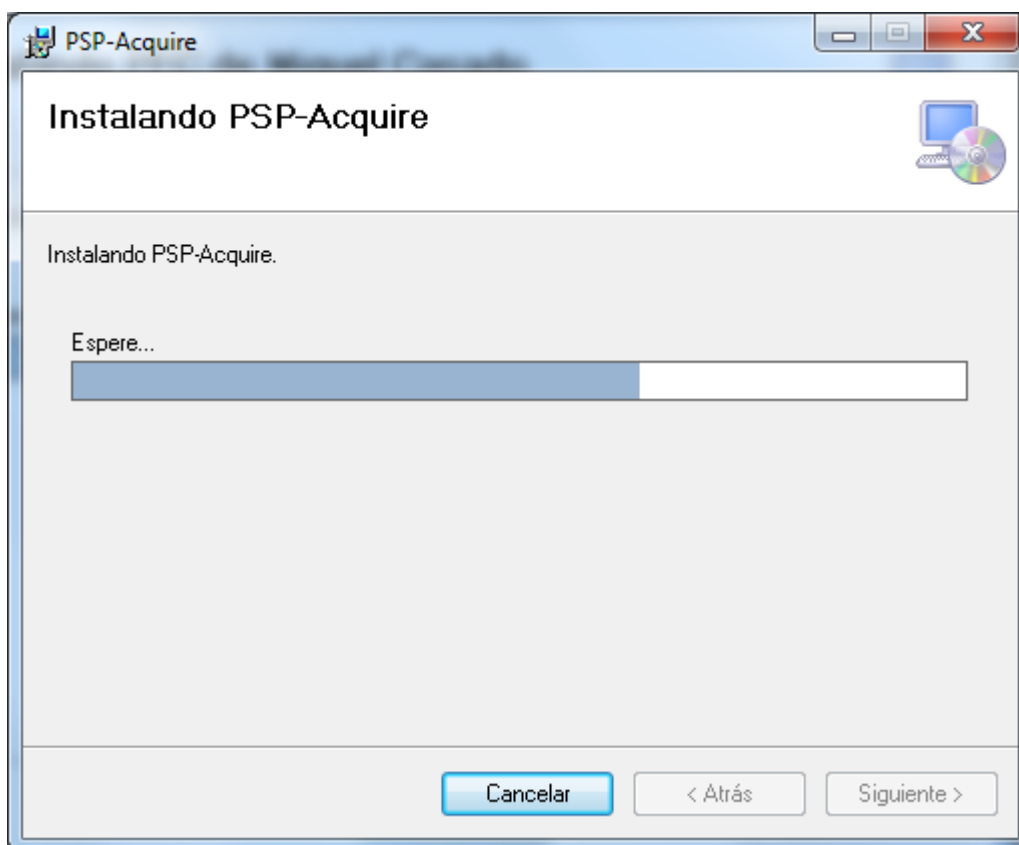 PSP-Acquire
Instalando PSP-Acquire
Instalando PSP-Acquire.
Espere...
Cancelar
< Atrás
Siguiente >